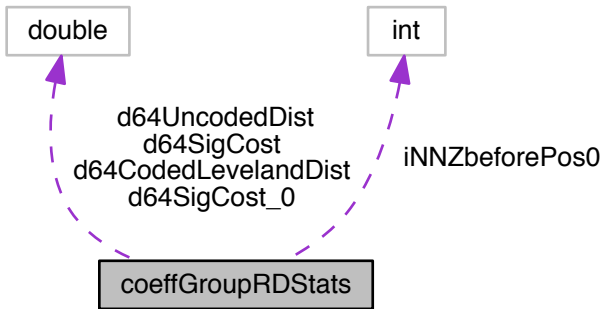 double
int
d64UncodedDist
d64SigCost
d64CodedLevelandDist
d64SigCost_0
iNNZbeforePos0
coeffGroupRDStats